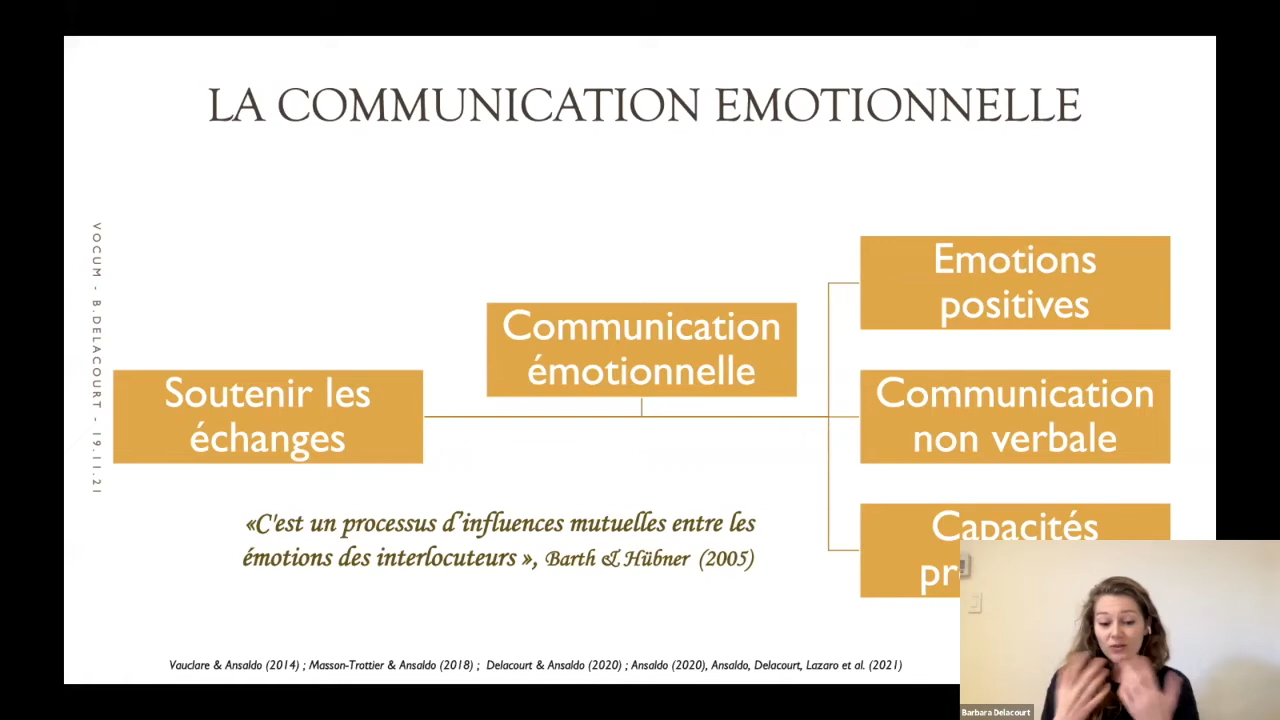 LA COMMUNICATION EMOTIONNELLE
VOCUM - B.DELACOURT - 19.11.21
Soutenir les
échanges
Communication
émotionnelle
Emotions
positives
Communication
non verbale
Capacités
«C'est un processus d’influences mutuelles entre les
émotions des interlocuteurs », Barth & Hübner (2005)
Vauclare & Ansaldo (2014) ; Masson-Trottier & Ansaldo (2018) ; Delacourt & Ansaldo (2020) ; Ansaldo (2020), Ansaldo, Delacourt, Lazaro et al. (2021)
Barbara Delacourt